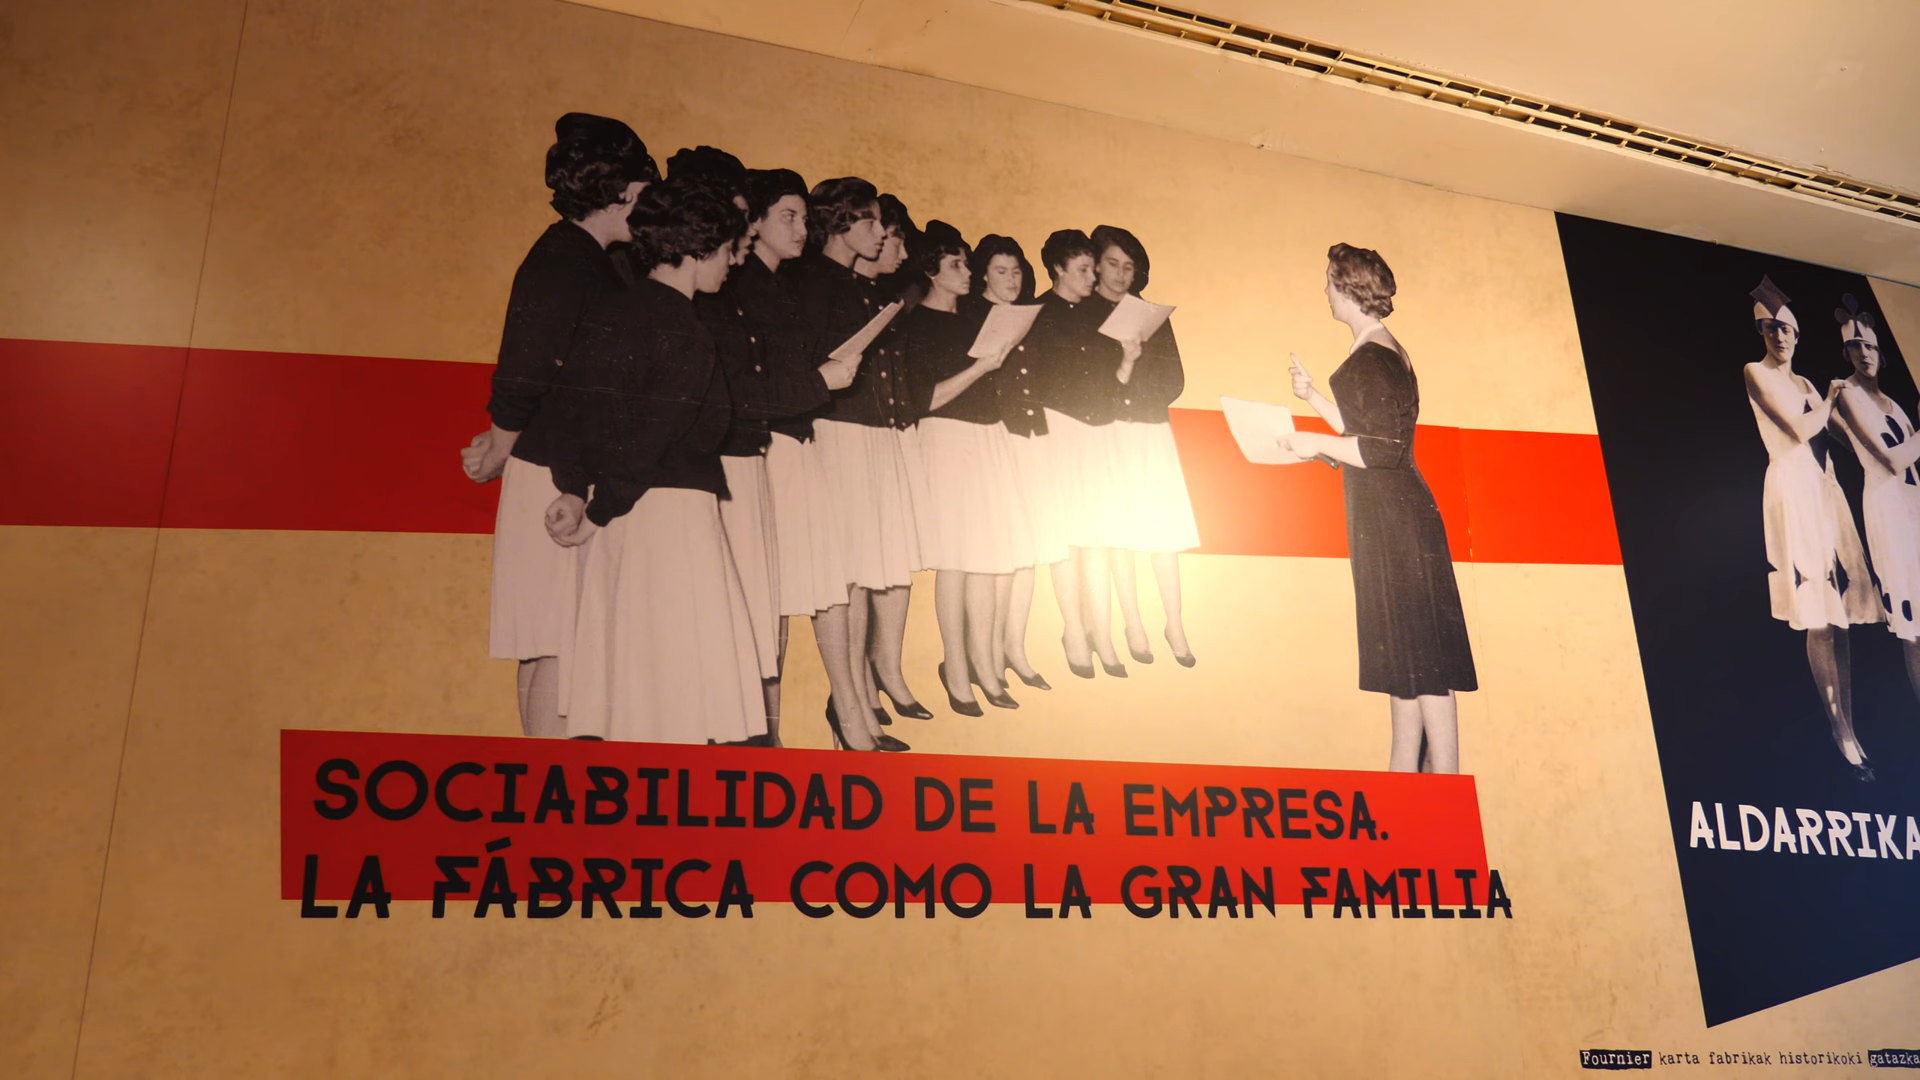 SOCIABILIDAD DE LA EMPRESA.
LA FÁBRICA COMO LA GRAN FAMILIA
ALDARRIKA
Fournier karta fabrikak historikoki gatazka